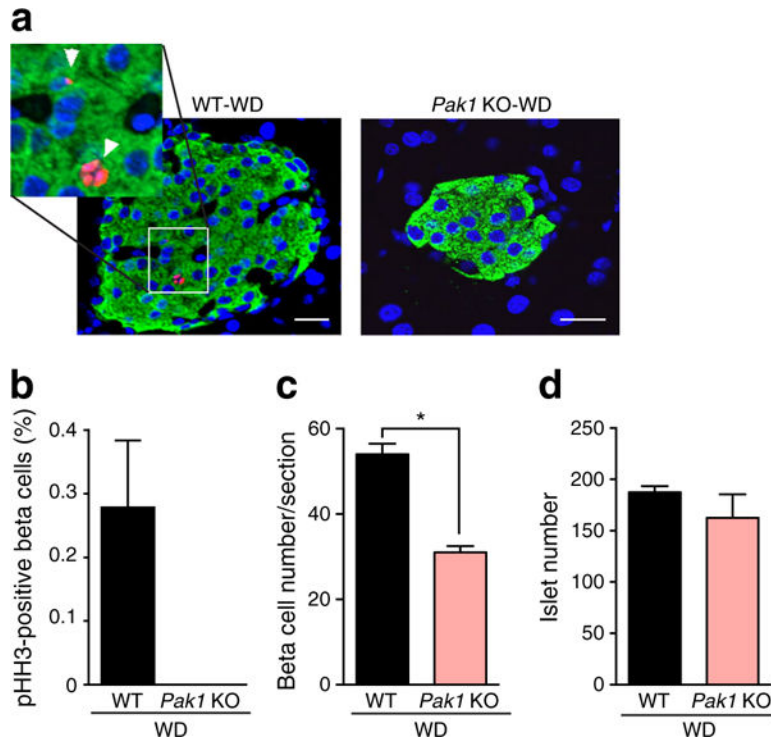 a
WT-WD
Pak1 KO-WD
b
pHH3-positive beta cells (%)
0.4
0.3
0.2
0.1
0
WT
Pak1 KO
WD
c
Beta cell number/section
60
40
20
0
*
WT
Pak1 KO
WD
d
Islet number
250
200
150
100
50
0
WT
Pak1 KO
WD